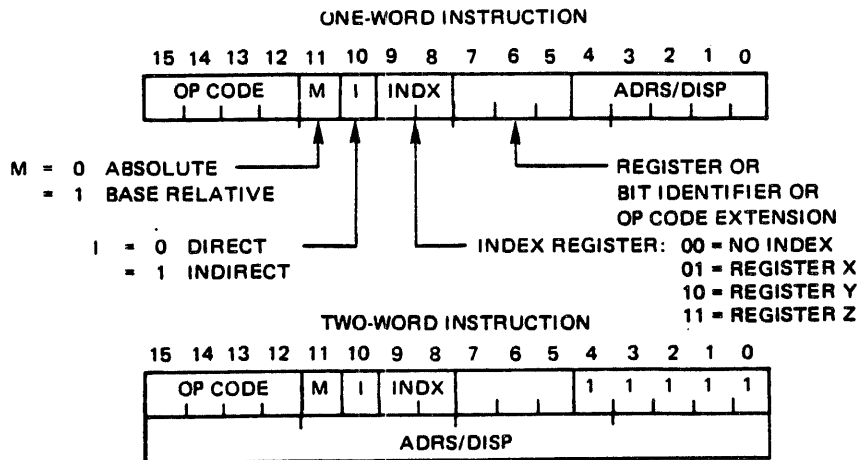 ONE-WORD INSTRUCTION
15 14 13 12 11 10 9 8 7 6 5 4 3 2 1 0
OP CODE M I INDX ADRS/DISP
M = 0 ABSOLUTE
= 1 BASE RELATIVE
REGISTER OR
BIT IDENTIFIER OR
OP CODE EXTENSION
I = 0 DIRECT
= 1 INDIRECT
INDEX REGISTER: 00 = NO INDEX
01 = REGISTER X
10 = REGISTER Y
11 = REGISTER Z
TWO-WORD INSTRUCTION
15 14 13 12 11 10 9 8 7 6 5 4 3 2 1 0
OP CODE M I INDX 1 1 1 1 1
ADRS/DISP